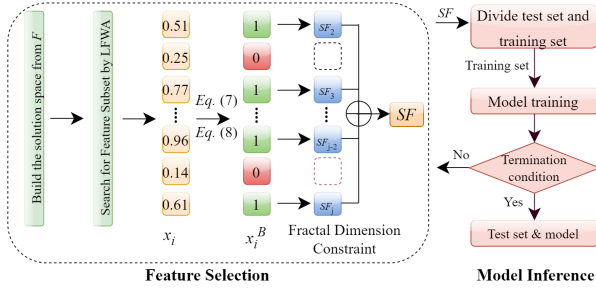 Build the solution space from F
Search for Feature Subset by LFWA
0.51
0.25
0.77
0.96
0.14
0.61
x_i
Eq. (7)
Eq. (8)
1
0
1
1
0
1
x_i^B
SF_2
SF_3
SF_{j-2}
SF_j
Fractal Dimension
Constraint
SF
Feature Selection
SF
Divide test set and
training set
Training set
Model training
No
Termination
condition
Yes
Test set & model
Model Inference